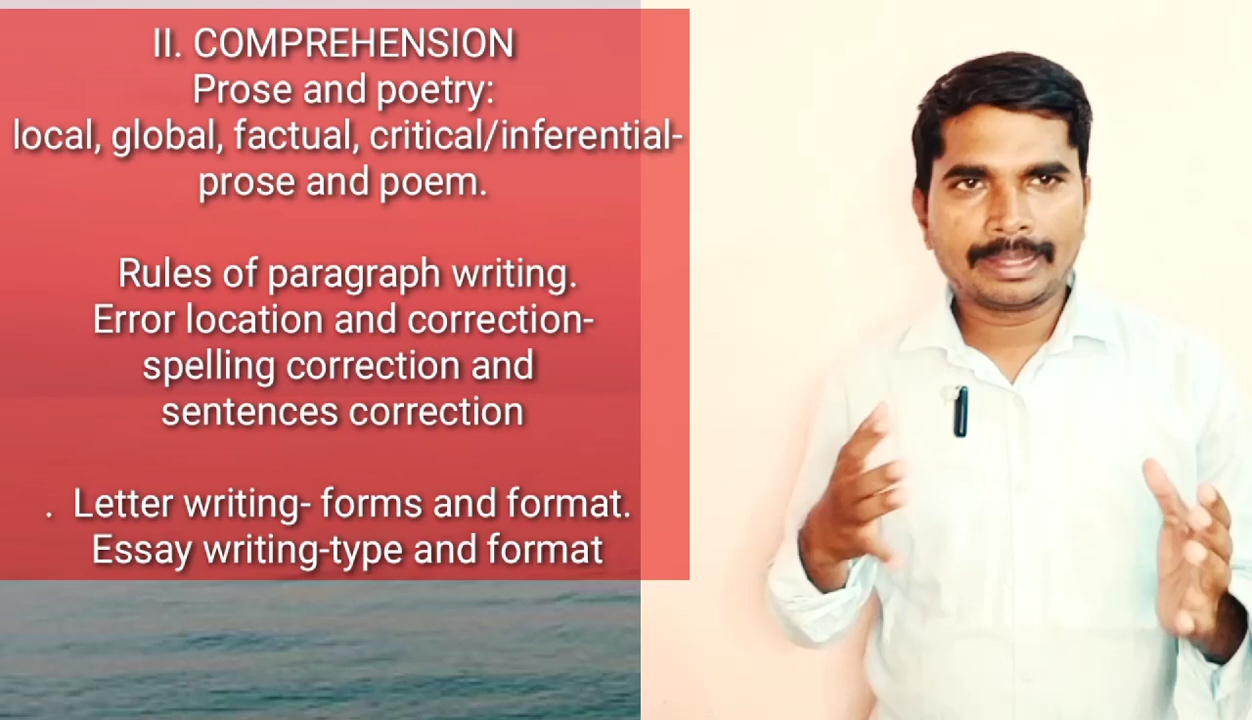 II. COMPREHENSION
Prose and poetry:
local, global, factual, critical/inferential-
prose and poem.
Rules of paragraph writing.
Error location and correction-
spelling correction and
sentences correction
. Letter writing- forms and format.
Essay writing-type and format